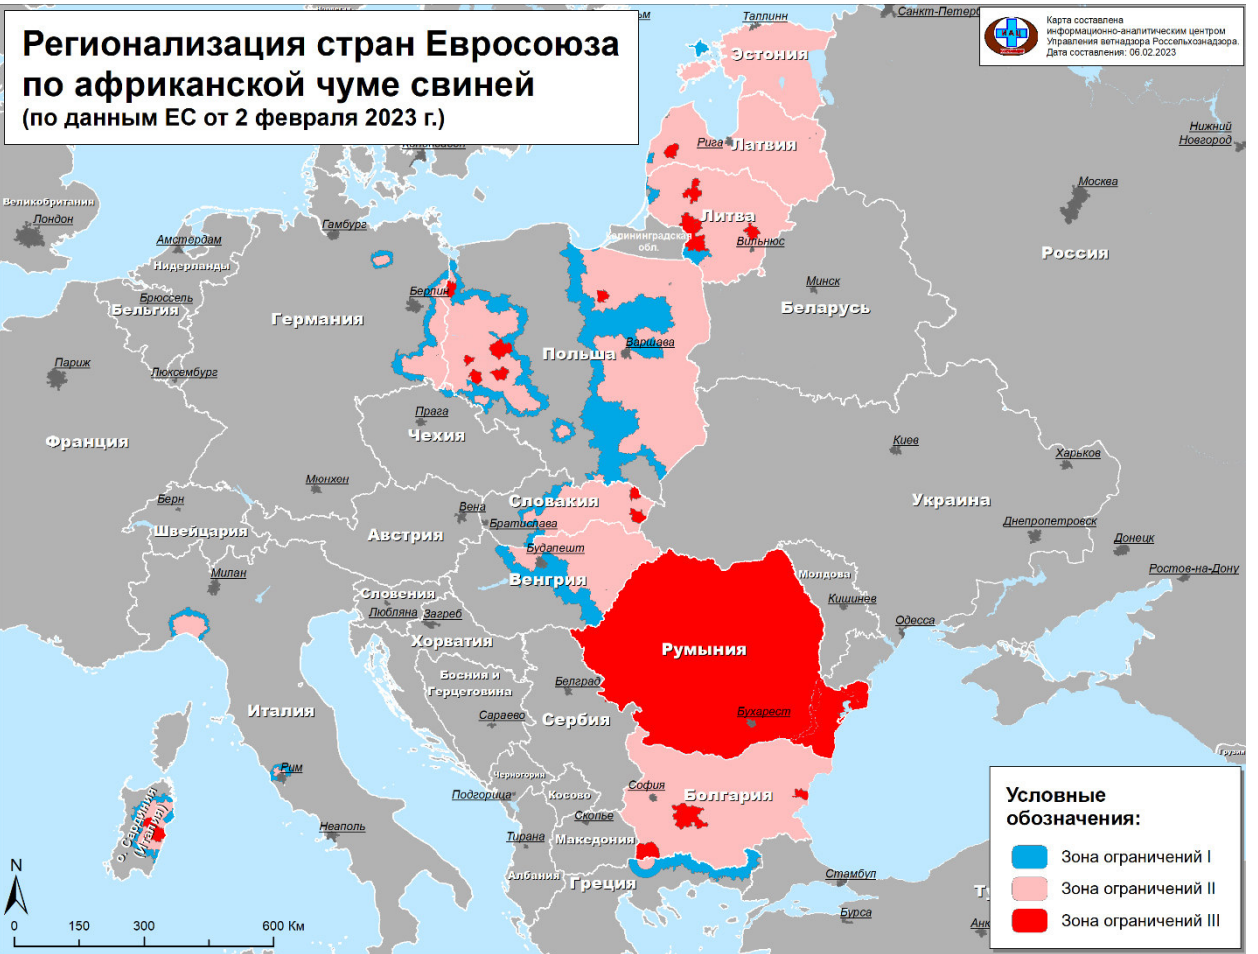 Регионализация стран Евросоюза
по африканской чуме свиней
(по данным ЕС от 2 февраля 2023 г.)
Карта составлена
информационно-аналитическим центром
Управления ветнадзора Россельхознадзора.
Дата составления: 06.02.2023
Таллинн
Эстония
Рига
Латвия
Нижний
Новгород
Москва
Великобритания
Лондон
Гамбург
Литва
Амстердам
обл.
Вильнюс
Россия
Нидерланды
Минск
Брюссель
Берлин
Беларусь
Бельгия
Германия
Варшава
Польша
Париж
Люксембург
Прага
Чехия
Франция
Киев
Харьков
Мюнхен
Берн
Вена
Словакия
Украина
Братислава
Днепропетровск
Швейцария
Австрия
Донецк
Будапешт
Венгрия
Ростов-на-Дону
Милан
Молдова
Словения
Кишинев
Любляна
Загреб
Одесса
Хорватия
Румыния
Босния и
Герцеговина
Белград
Италия
Сараево
Сербия
Бухарест
Грузия
Рим
Черногория
София
Болгария
Подгорица
Косово
о. Сардиния
(Италия)
Скопье
Неаполь
Тирана
Македония
Албания
Греция
Стамбул
Бурса
Условные
обозначения:
Зона ограничений I
Зона ограничений II
Зона ограничений III
N
0 150 300 600 Км